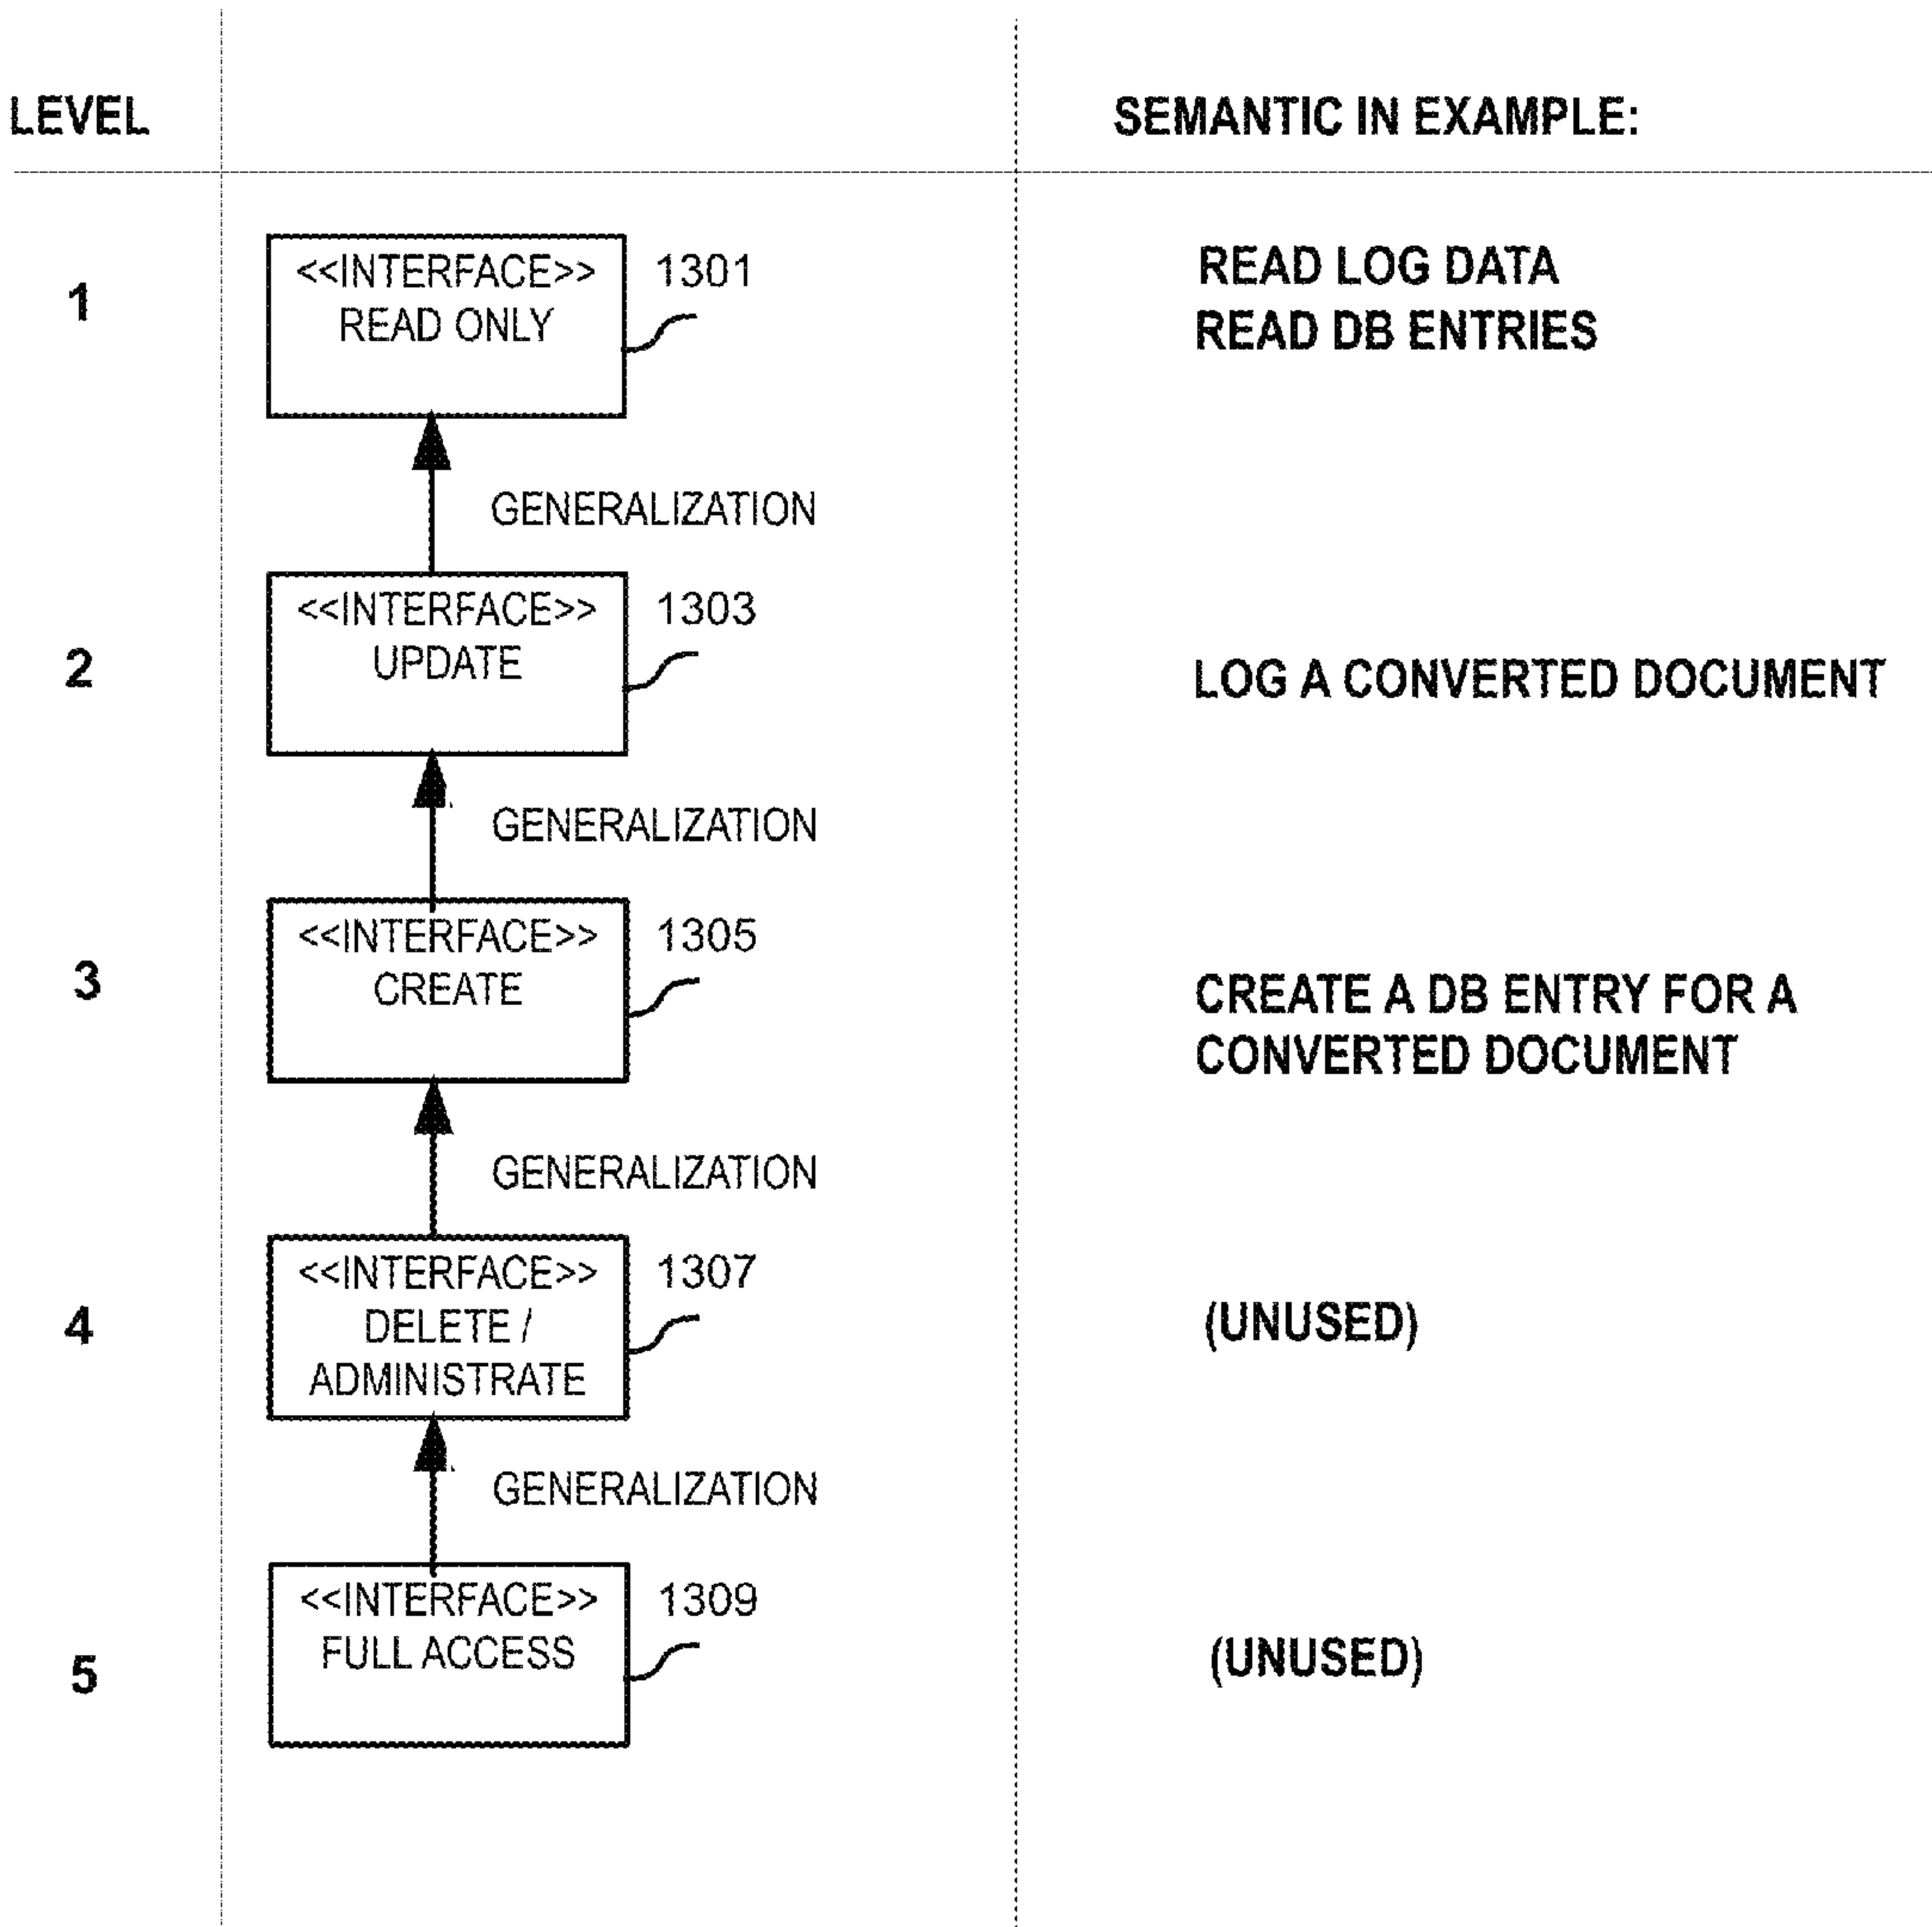 LEVEL
SEMANTIC IN EXAMPLE:
1
<<INTERFACE>>
READ ONLY
1301
READ LOG DATA
READ DB ENTRIES
GENERALIZATION
2
<<INTERFACE>>
UPDATE
1303
LOG A CONVERTED DOCUMENT
GENERALIZATION
3
<<INTERFACE>>
CREATE
1305
CREATE A DB ENTRY FOR A
CONVERTED DOCUMENT
GENERALIZATION
4
<<INTERFACE>>
DELETE /
ADMINISTRATE
1307
(UNUSED)
GENERALIZATION
5
<<INTERFACE>>
FULL ACCESS
1309
(UNUSED)